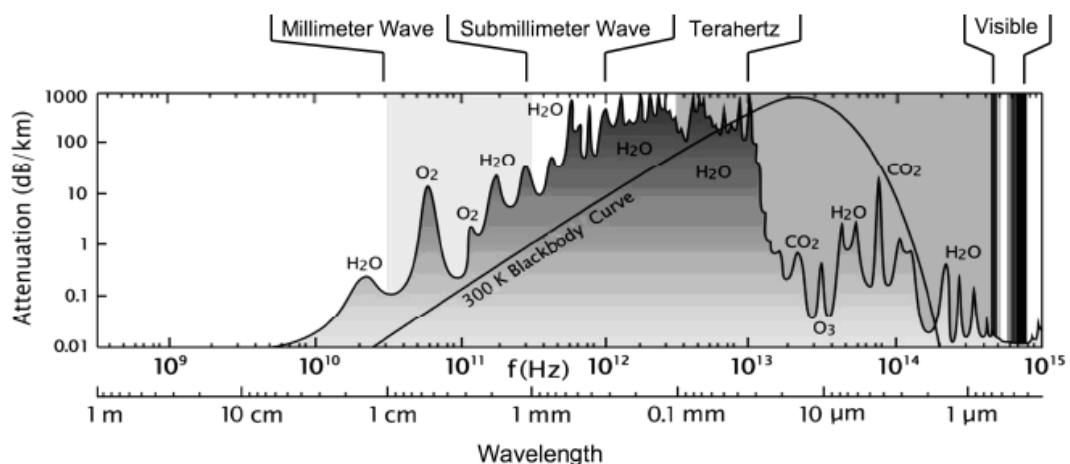 Millimeter Wave Submillimeter Wave Terahertz Visible
Attenuation (dB/km)
1000
100
10
1
0.1
0.01
H2O
O2
O2
H2O
H2O
H2O
H2O
300 K Blackbody Curve
CO2
O3
H2O
CO2
H2O
10⁹ 10¹⁰ 10¹¹ f(Hz) 10¹² 10¹³ 10¹⁴ 10¹⁵
1 m 10 cm 1 cm 1 mm 0.1 mm 10 µm 1 µm
Wavelength